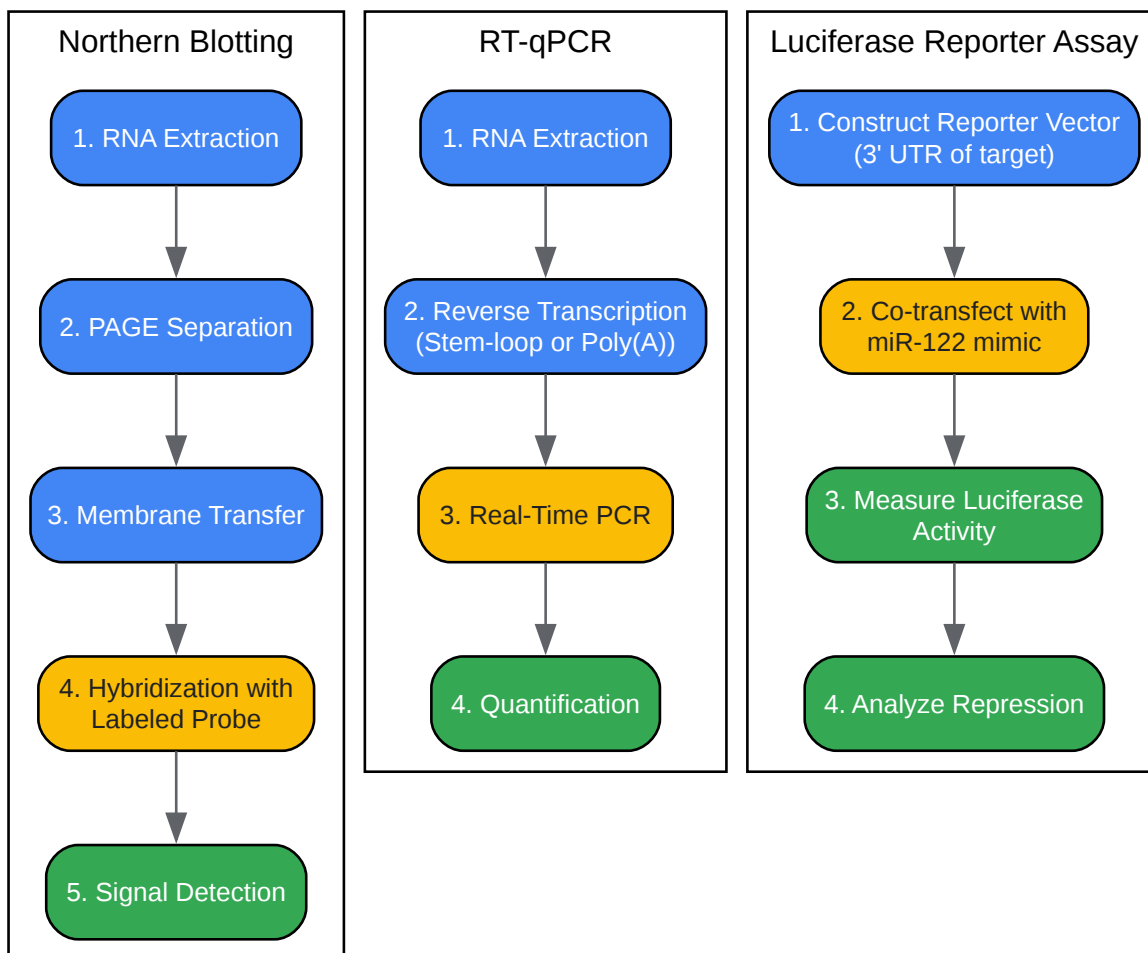 Northern Blotting
1. RNA Extraction
2. PAGE Separation
3. Membrane Transfer
4. Hybridization with
Labeled Probe
5. Signal Detection
RT-qPCR
1. RNA Extraction
2. Reverse Transcription
(Stem-loop or Poly(A))
3. Real-Time PCR
4. Quantification
Luciferase Reporter Assay
1. Construct Reporter Vector
(3' UTR of target)
2. Co-transfect with
miR-122 mimic
3. Measure Luciferase
Activity
4. Analyze Repression